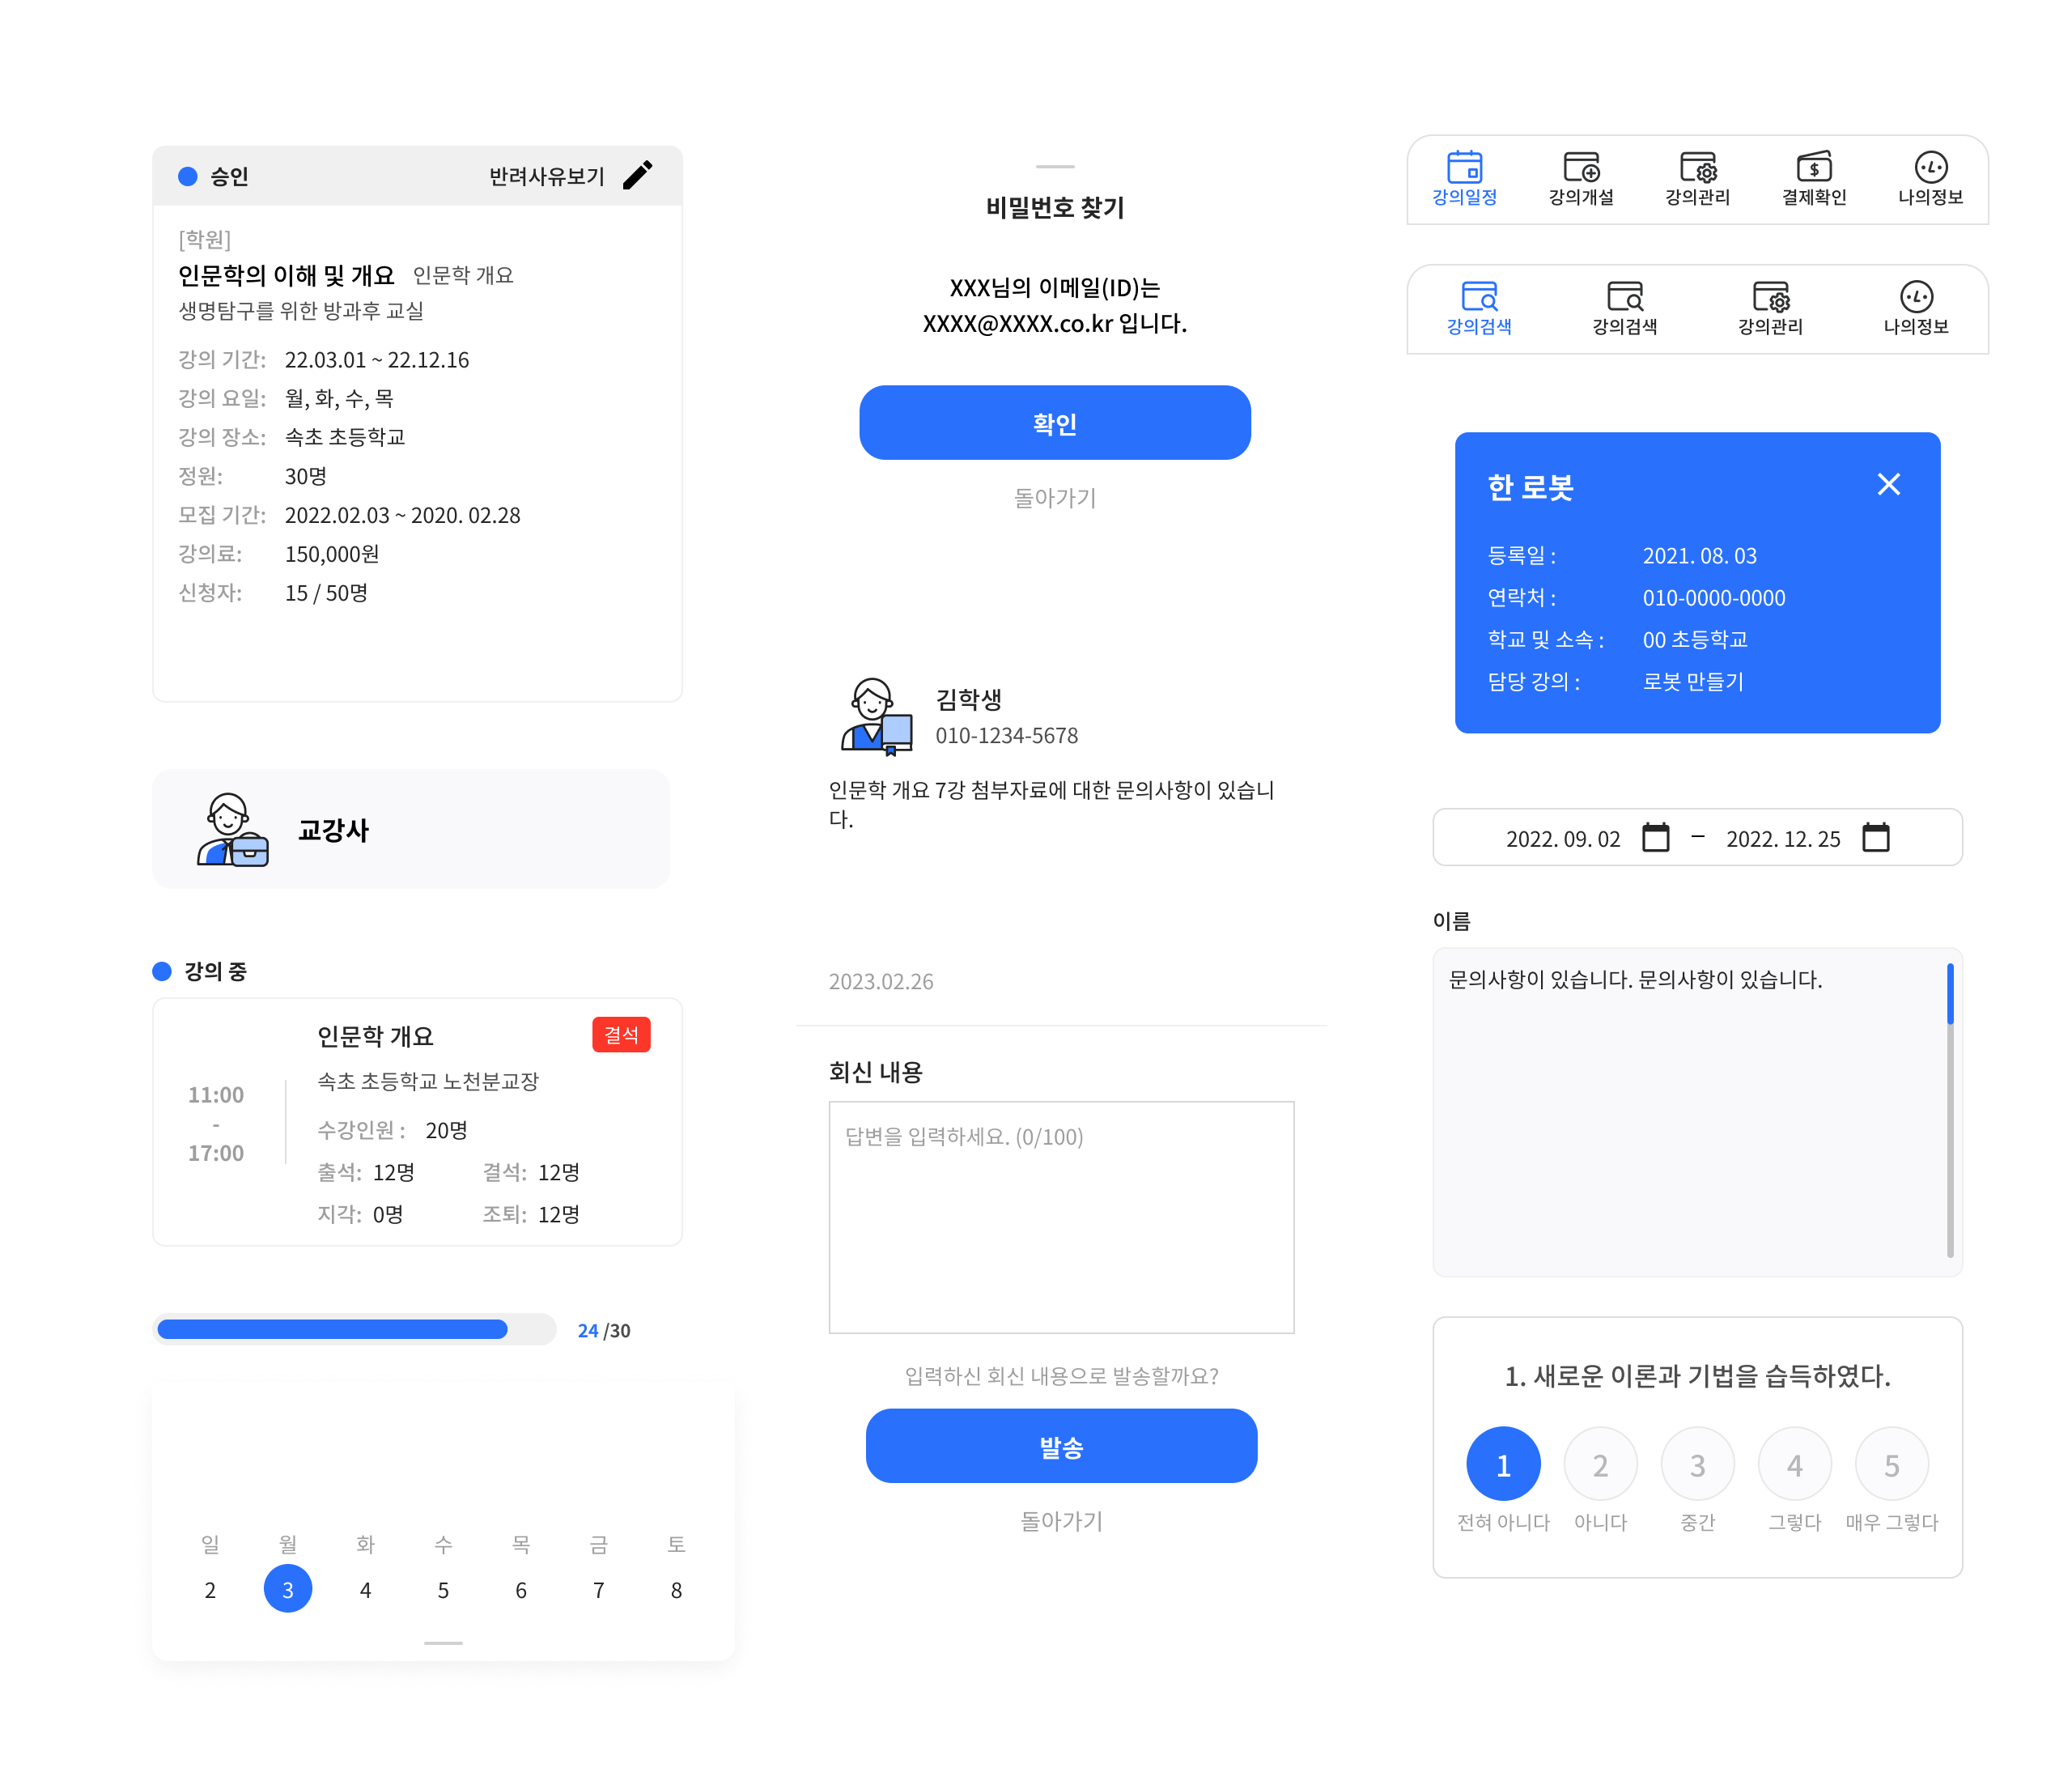 승인 반려사유보기
[학원]
인문학의 이해 및 개요 인문학 개요
생명탐구를 위한 방과후 교실
강의 기간: 22.03.01 ~ 22.12.16
강의 요일: 월, 화, 수, 목
강의 장소: 속초 초등학교
정원: 30명
모집 기간: 2022.02.03 ~ 2020. 02.28
강의료: 150,000원
신청자: 15 / 50명
교강사
강의 중
인문학 개요 결석
속초 초등학교 노천분교장
11:00
-
17:00
수강인원 : 20명
출석: 12명 결석: 12명
지각: 0명 조퇴: 12명
24 /30
일 월 화 수 목 금 토
2 3 4 5 6 7 8
비밀번호 찾기
XXX님의 이메일(ID)는
XXXX@XXXX.co.kr 입니다.
확인
돌아가기
김학생
010-1234-5678
인문학 개요 7강 첨부자료에 대한 문의사항이 있습니
다.
2023.02.26
회신 내용
답변을 입력하세요. (0/100)
입력하신 회신 내용으로 발송할까요?
발송
돌아가기
강의일정 강의개설 강의관리 결제확인 나의정보
강의검색 강의검색 강의관리 나의정보
한 로봇
등록일 : 2021. 08. 03
연락처 : 010-0000-0000
학교 및 소속 : 00 초등학교
담당 강의 : 로봇 만들기
2022. 09. 02 – 2022. 12. 25
이름
문의사항이 있습니다. 문의사항이 있습니다.
1. 새로운 이론과 기법을 습득하였다.
1 2 3 4 5
전혀 아니다 아니다 중간 그렇다 매우 그렇다